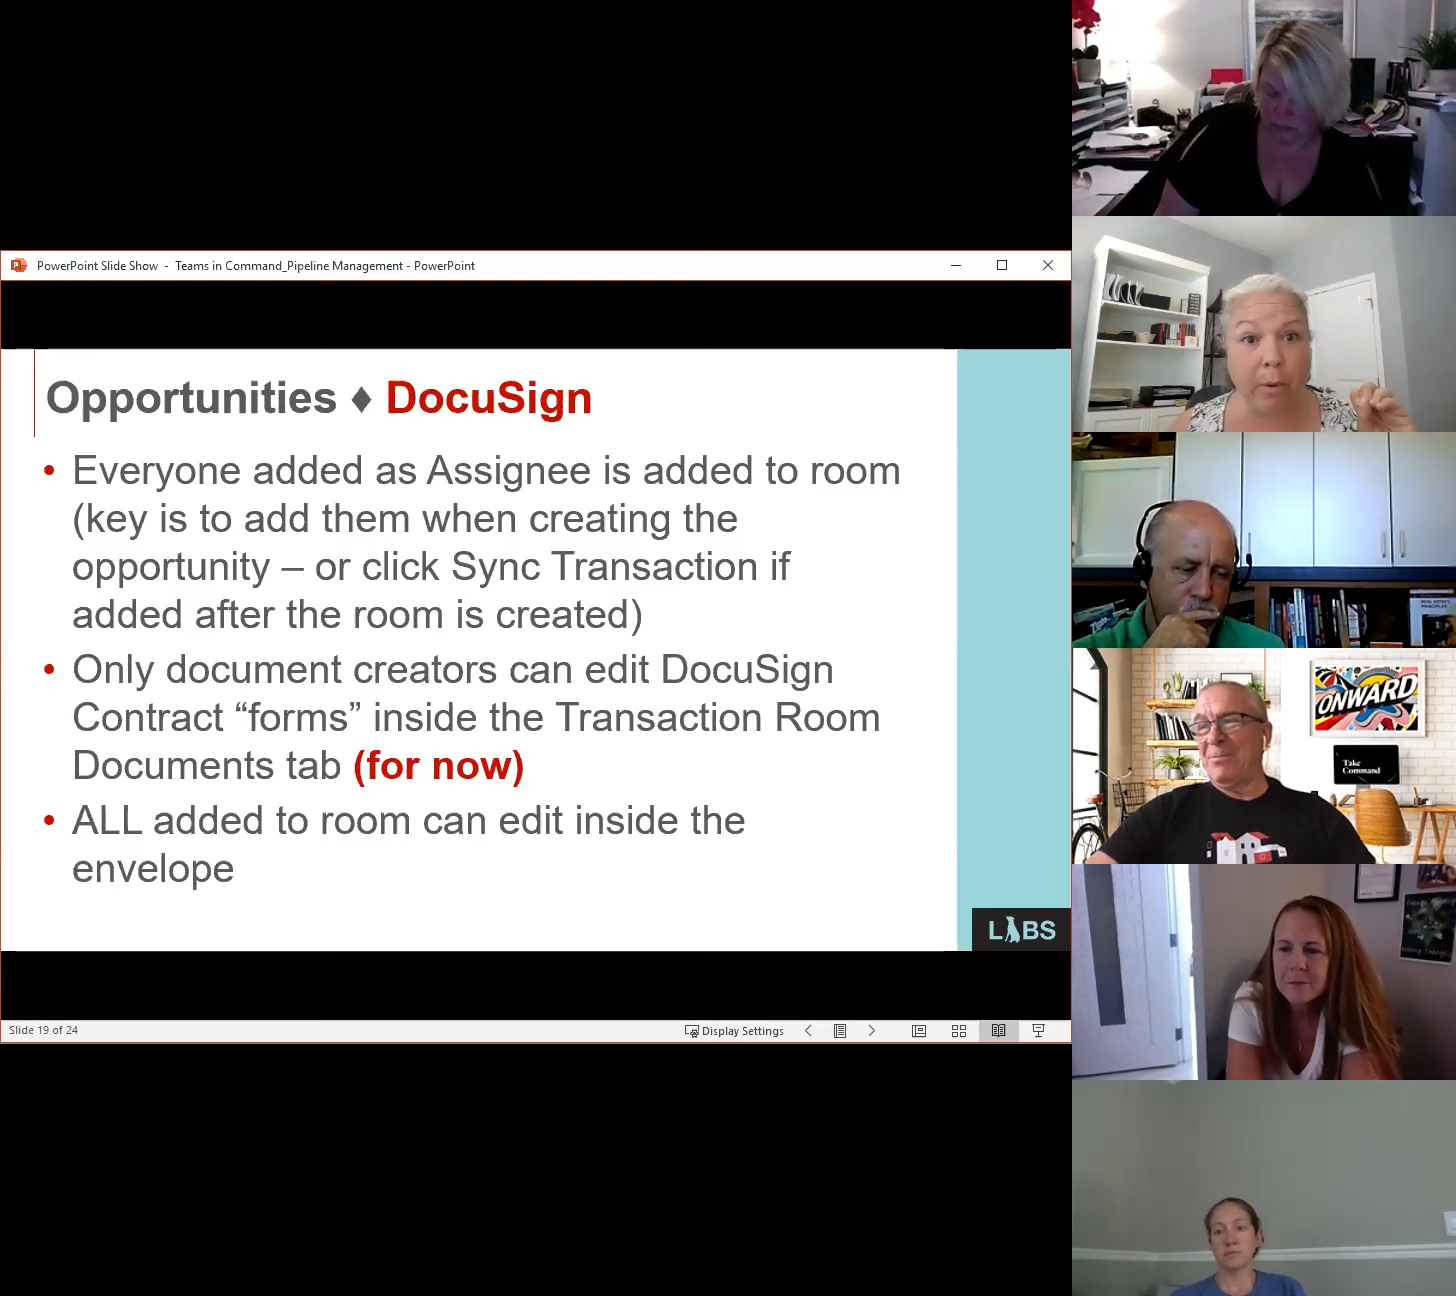 PowerPoint Slide Show - Teams in Command_Pipeline Management - PowerPoint
Opportunities ♦ DocuSign
• Everyone added as Assignee is added to room
(key is to add them when creating the
opportunity – or click Sync Transaction if
added after the room is created)
• Only document creators can edit DocuSign
Contract “forms” inside the Transaction Room
Documents tab (for now)
• ALL added to room can edit inside the
envelope
LABS
Slide 19 of 24
Display Settings
REAL ESTATE
PRINCIPLES
ONWARD
Take
Command